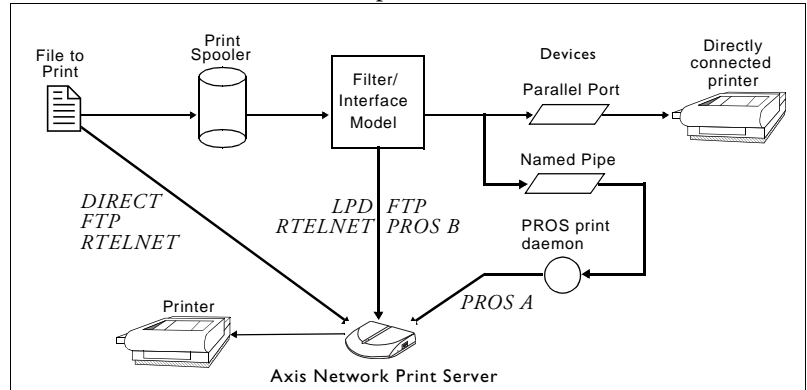 File to
Print
Print
Spooler
Filter/
Interface
Model
Devices
Parallel Port
Directly
connected
printer
Named Pipe
DIRECT
FTP
RTELNET
LPD FTP
RTELNET PROS B
PROS print
daemon
PROS A
Printer
Axis Network Print Server